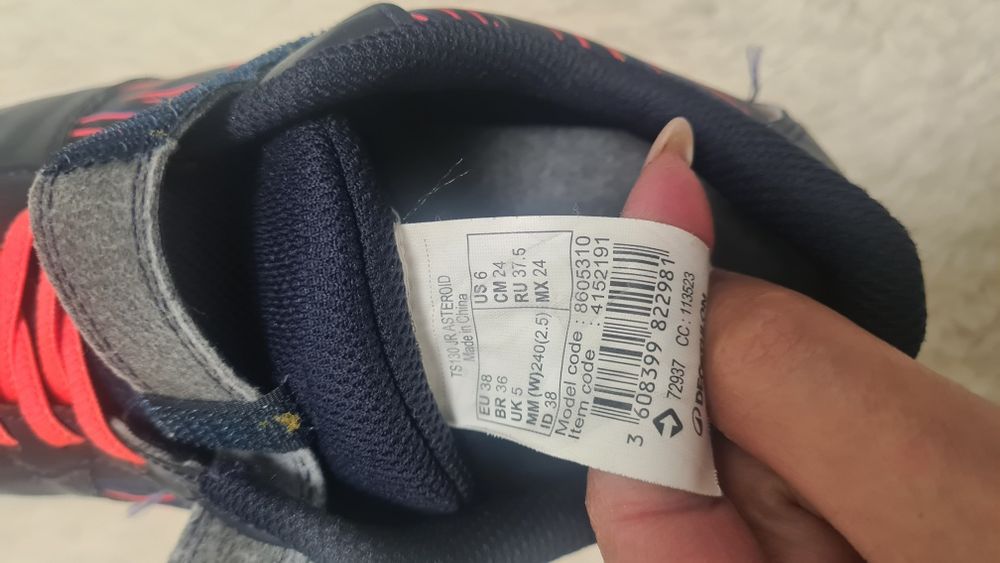 TS130 JR ASTEROID
Made in China
EU 38 US 6
BR 36 CM 24
UK 5 RU 37.5
MM (W)240(2.5) MX 24
ID 38
Model code : 8605310
Item code : 4152191
3 608399 822981
72937 CC : 113523